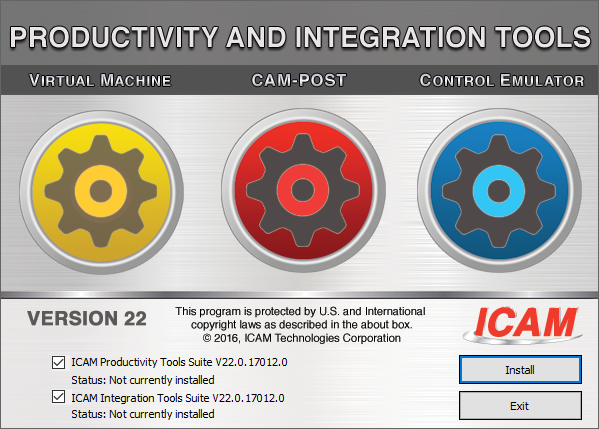 PRODUCTIVITY AND INTEGRATION TOOLS
VIRTUAL MACHINE
CAM-POST
CONTROL EMULATOR
VERSION 22
This program is protected by U.S. and International
copyright laws as described in the about box.
© 2016, ICAM Technologies Corporation
ICAM
ICAM Productivity Tools Suite V22.0.17012.0
Status: Not currently installed
ICAM Integration Tools Suite V22.0.17012.0
Status: Not currently installed
Install
Exit